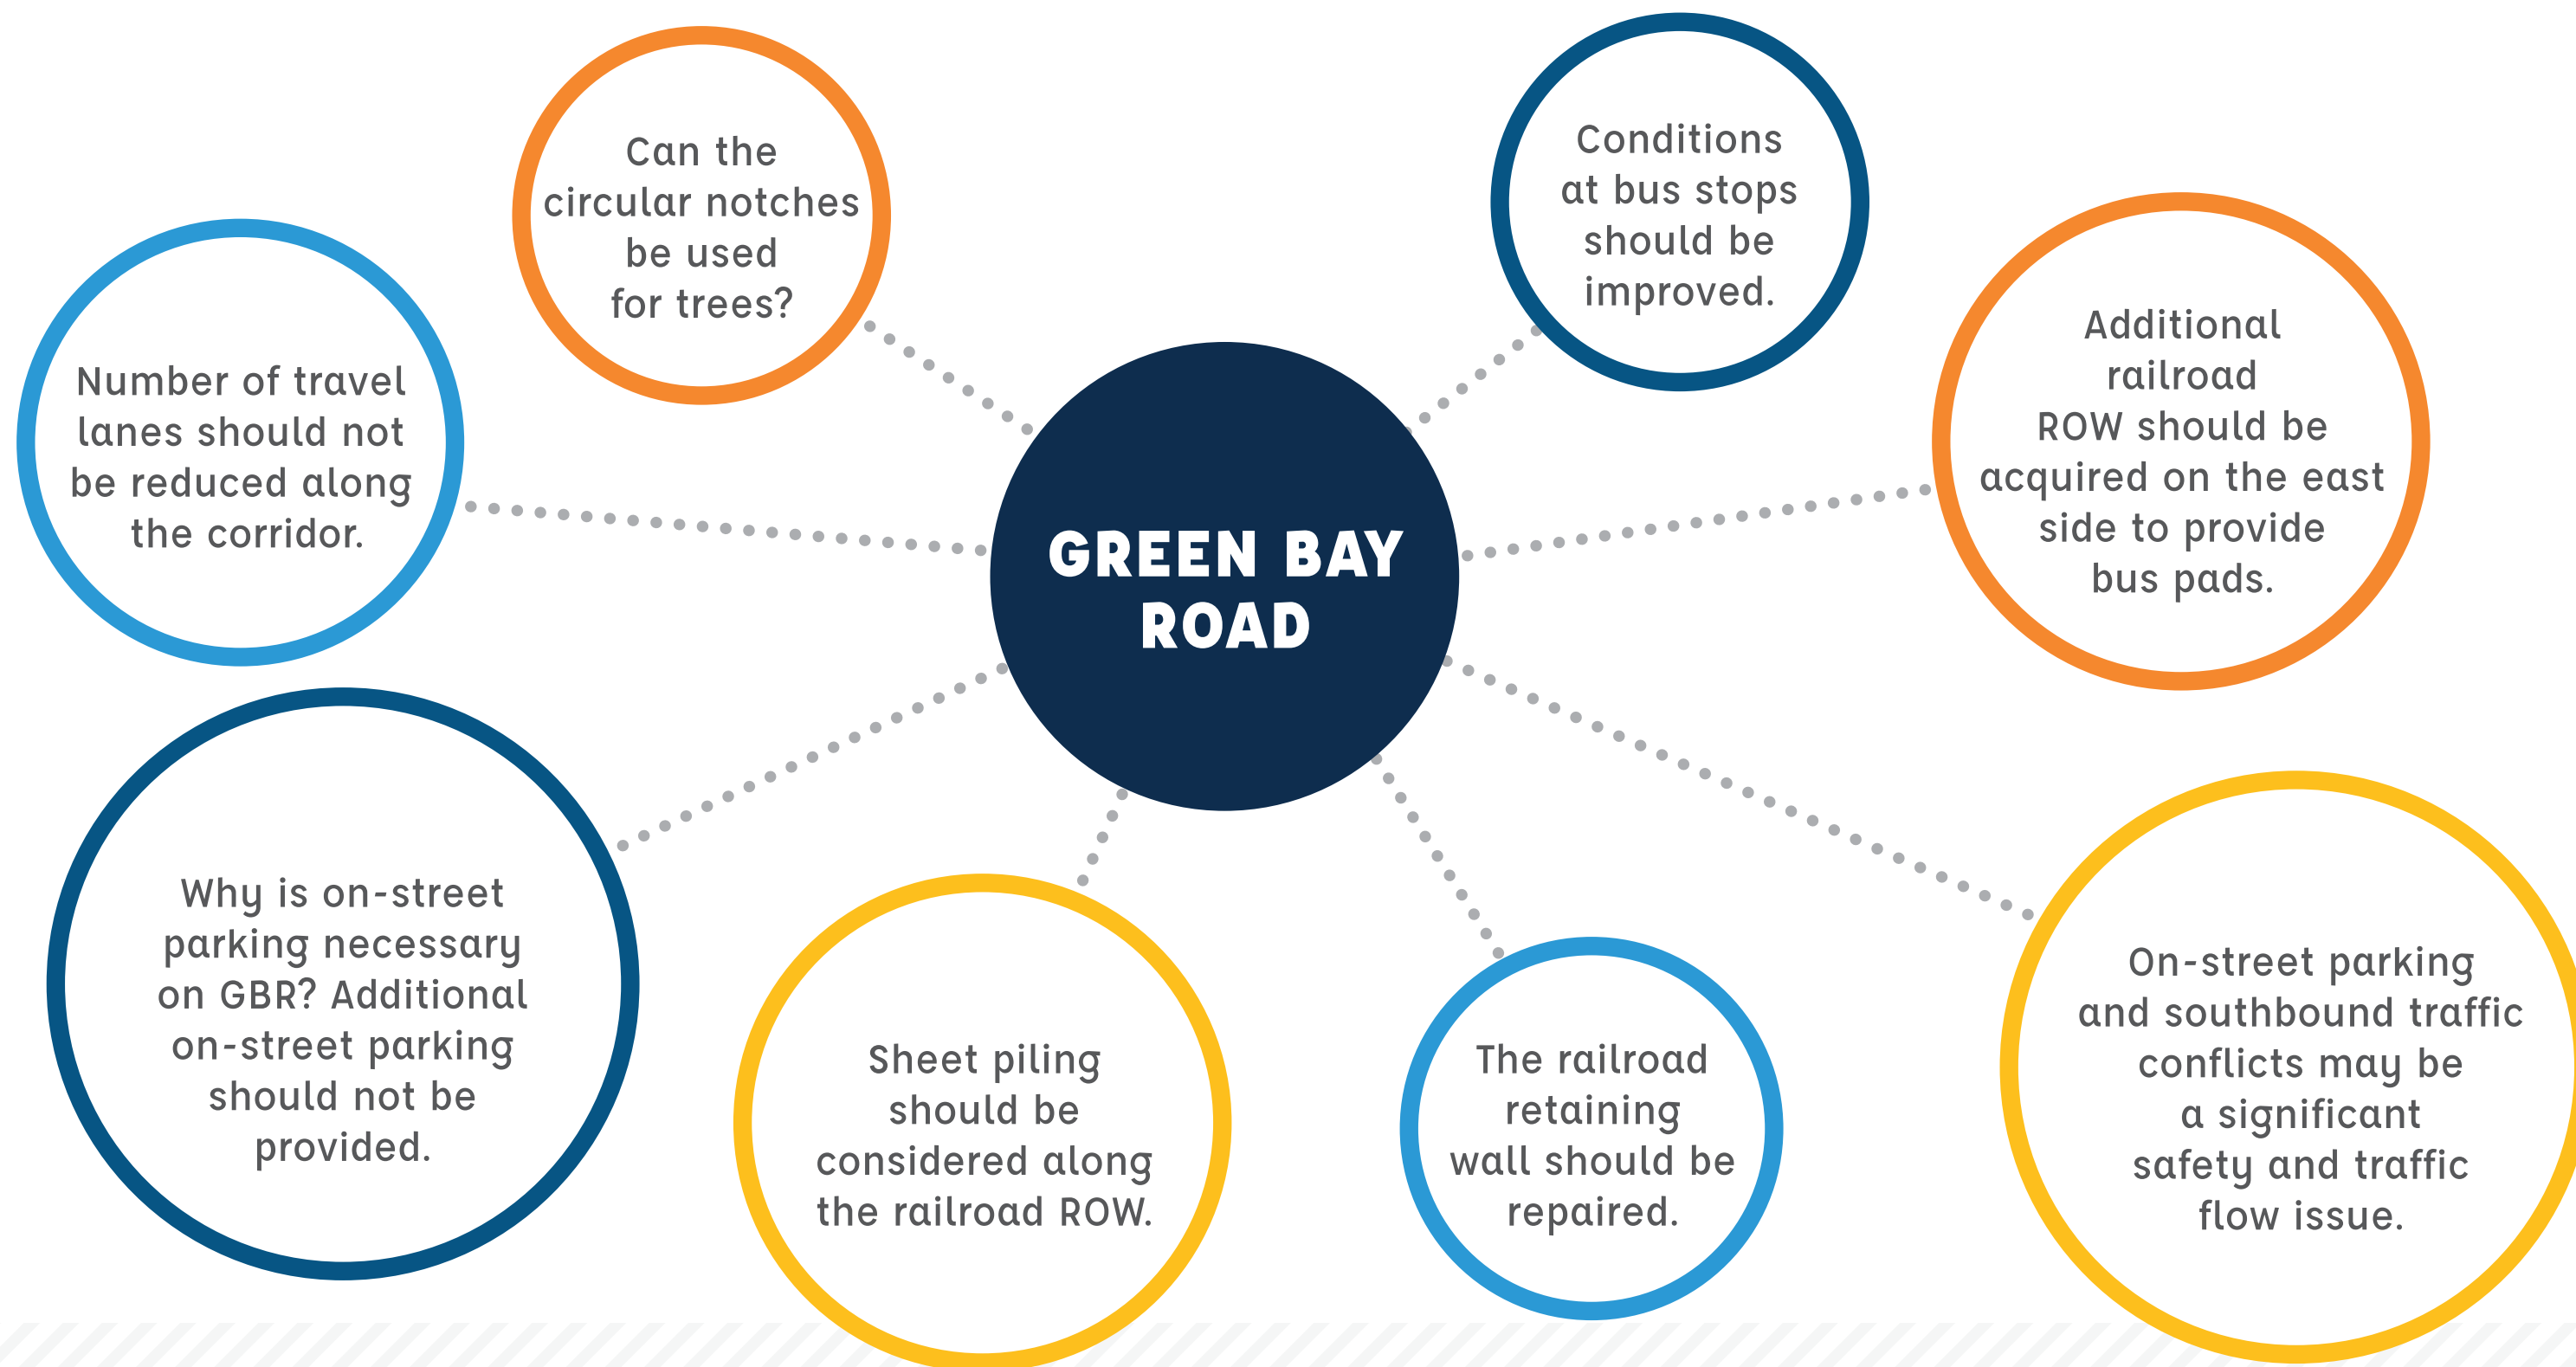 Can the
circular notches
be used
for trees?
Conditions
at bus stops
should be
improved.
Number of travel
lanes should not
be reduced along
the corridor.
Additional
railroad
ROW should be
acquired on the east
side to provide
bus pads.
GREEN BAY
ROAD
Why is on-street
parking necessary
on GBR? Additional
on-street parking
should not be
provided.
Sheet piling
should be
considered along
the railroad ROW.
The railroad
retaining
wall should be
repaired.
On-street parking
and southbound traffic
conflicts may be
a significant
safety and traffic
flow issue.